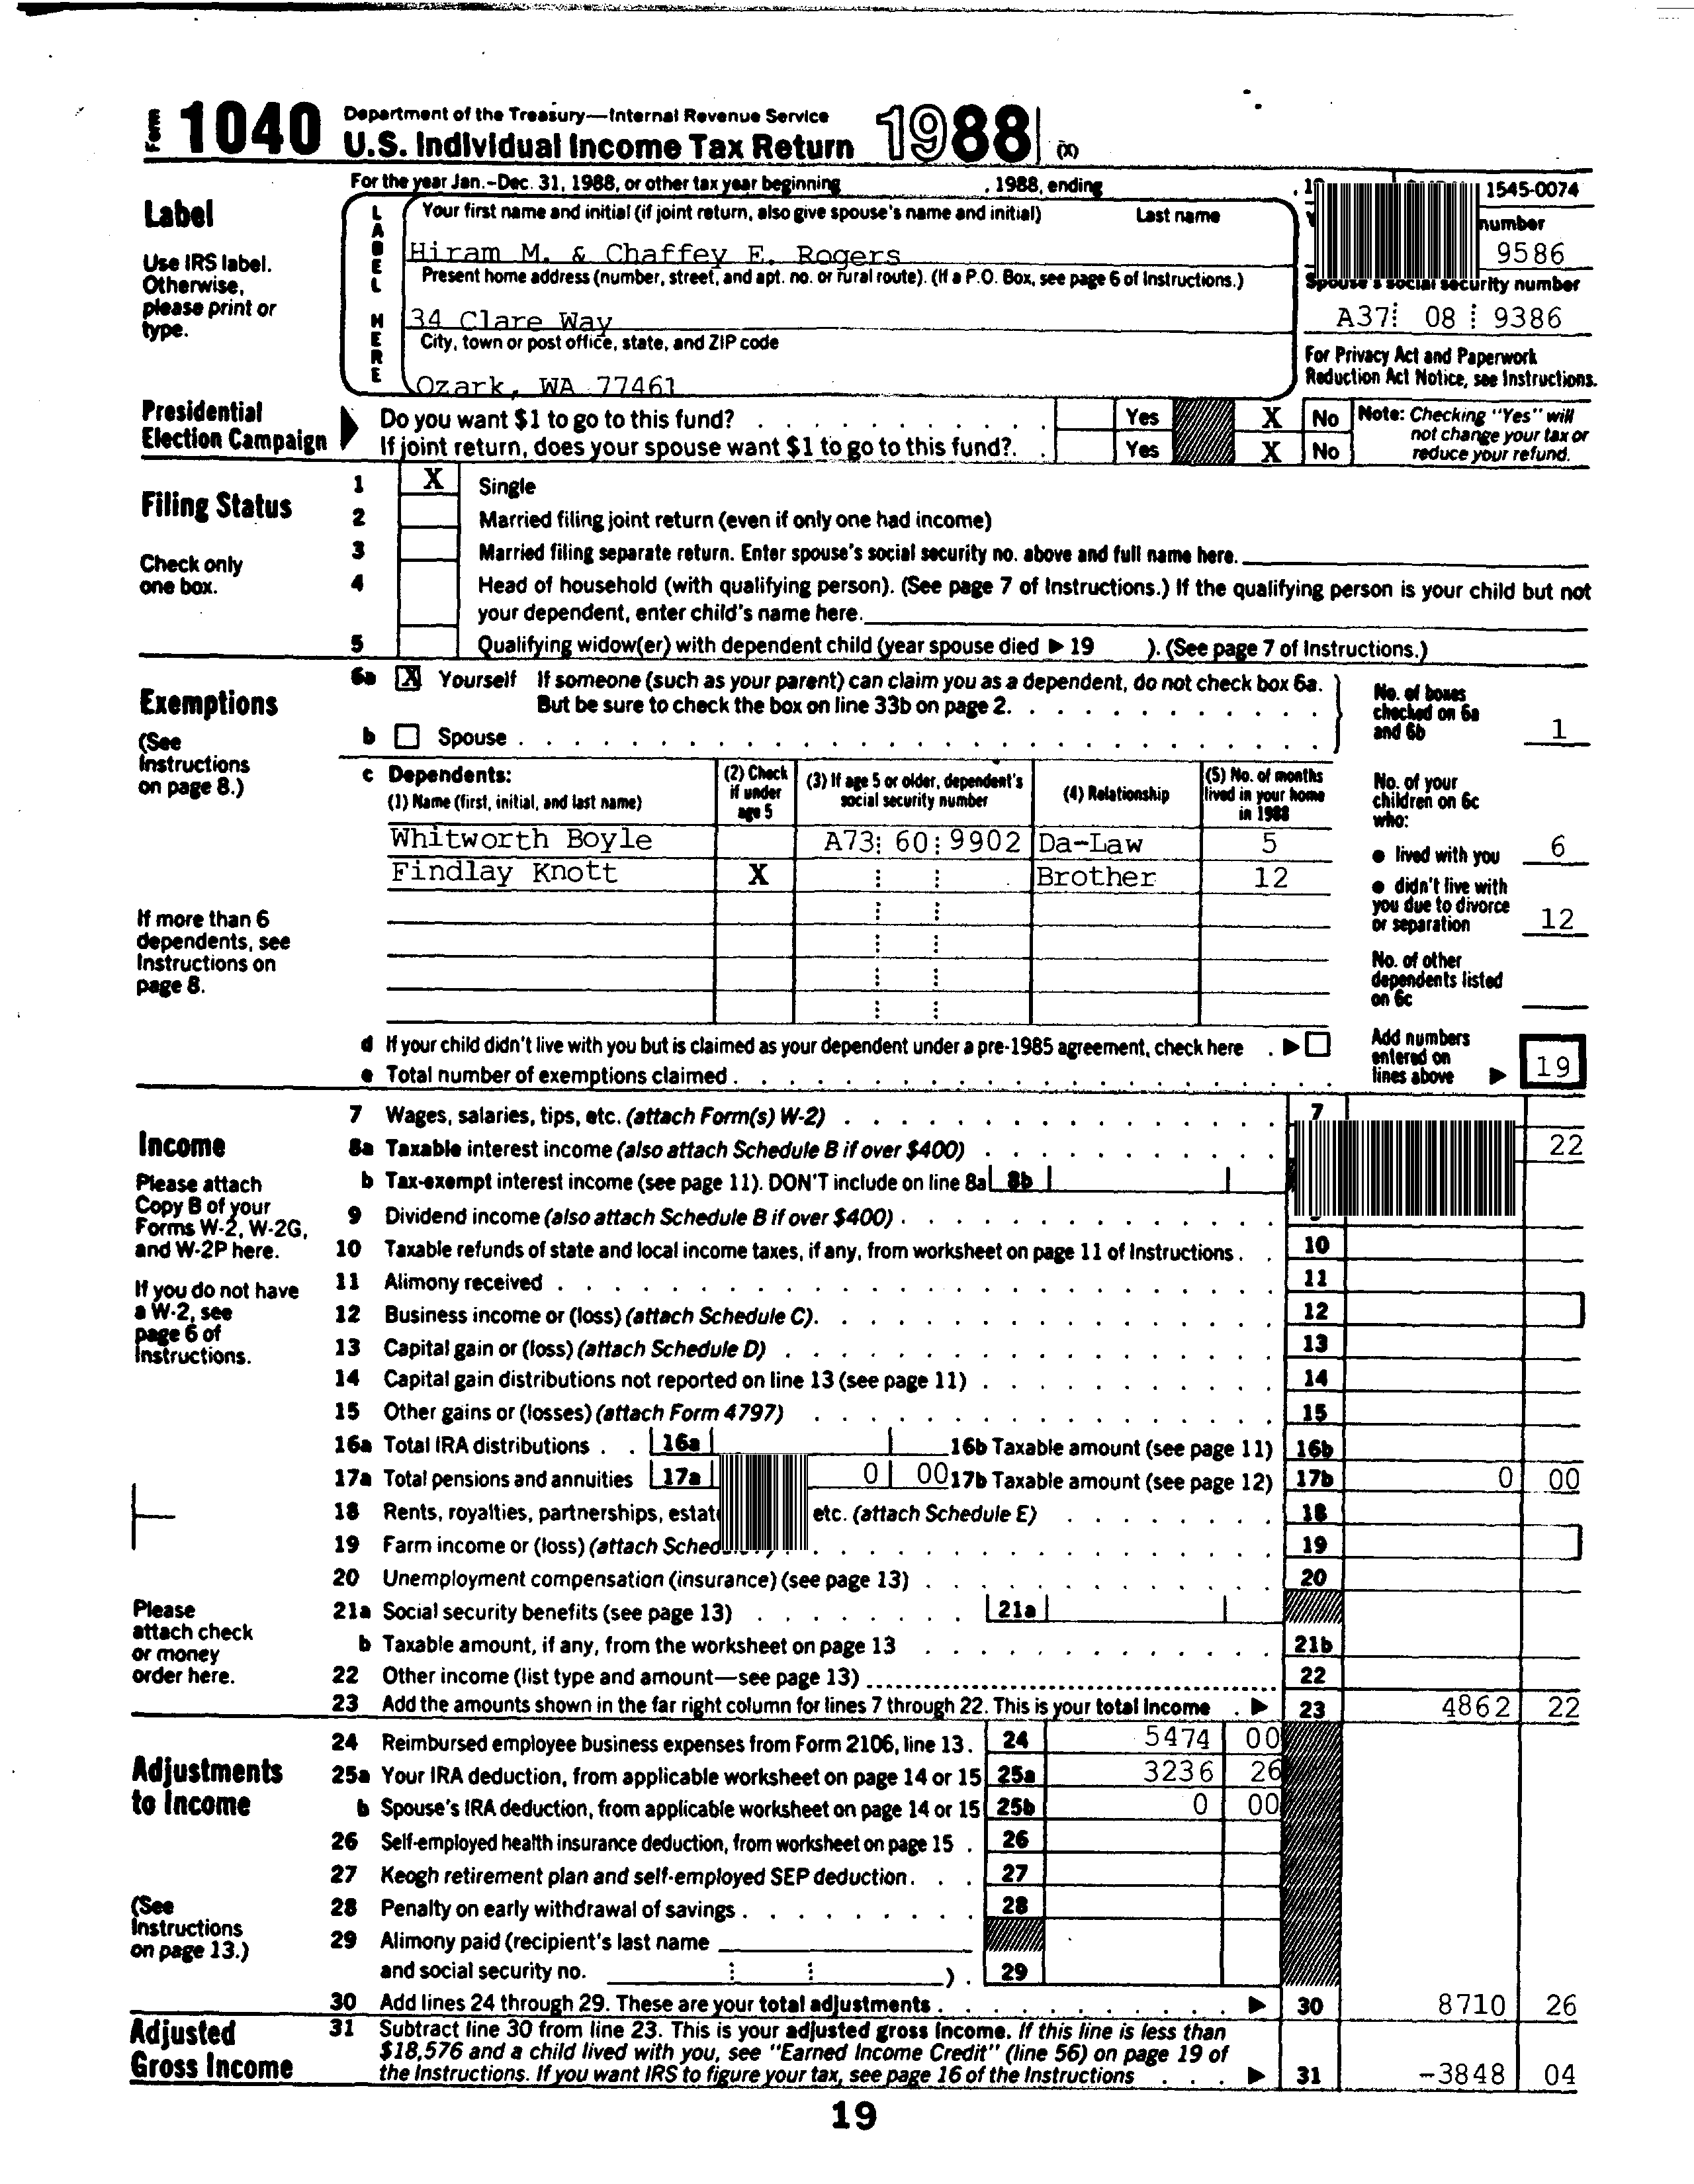 Form 1040 Department of the Treasury—Internal Revenue Service
U.S. Individual Income Tax Return 1988 (X)
For the year Jan.-Dec. 31, 1988, or other tax year beginning , 1988, ending , 19 1545-0074
Label
Use IRS label.
Otherwise,
please print or
type.
LABEL HERE
Your first name and initial (if joint return, also give spouse's name and initial) Last name
Hiram M. & Chaffey E. Rogers
number
9586
Present home address (number, street, and apt. no. or rural route). (If a P.O. Box, see page 6 of Instructions.)
34 Clare Way
Spouse's social security number
A37 08 9386
City, town or post office, state, and ZIP code
Ozark, WA 77461
For Privacy Act and Paperwork
Reduction Act Notice, see Instructions.
Presidential
Election Campaign
Do you want $1 to go to this fund? Yes X No
If joint return, does your spouse want $1 to go to this fund? Yes X No
Note: Checking "Yes" will
not change your tax or
reduce your refund.
Filing Status
Check only
one box.
1 X Single
2 Married filing joint return (even if only one had income)
3 Married filing separate return. Enter spouse's social security no. above and full name here.
4 Head of household (with qualifying person). (See page 7 of Instructions.) If the qualifying person is your child but not
your dependent, enter child's name here.
5 Qualifying widow(er) with dependent child (year spouse died ▶ 19 ). (See page 7 of Instructions.)
Exemptions
(See
Instructions
on page 8.)
6a X Yourself If someone (such as your parent) can claim you as a dependent, do not check box 6a.
But be sure to check the box on line 33b on page 2.
b Spouse
No. of boxes
checked on 6a
and 6b 1
c Dependents:
(1) Name (first, initial, and last name)
(2) Check
if under
age 5
(3) If age 5 or older, dependent's
social security number
(4) Relationship
(5) No. of months
lived in your home
in 1988
Whitworth Boyle A73 60 9902 Da-Law 5
Findlay Knott X Brother 12
If more than 6
dependents, see
Instructions on
page 8.
No. of your
children on 6c
who:
● lived with you 6
● didn't live with
you due to divorce
or separation 12
No. of other
dependents listed
on 6c
d If your child didn't live with you but is claimed as your dependent under a pre-1985 agreement, check here ▶
e Total number of exemptions claimed
Add numbers
entered on
lines above ▶ 19
Income
Please attach
Copy B of your
Forms W-2, W-2G,
and W-2P here.
If you do not have
a W-2, see
page 6 of
Instructions.
Please
attach check
or money
order here.
7 Wages, salaries, tips, etc. (attach Form(s) W-2) 7
8a Taxable interest income (also attach Schedule B if over $400) 22
b Tax-exempt interest income (see page 11). DON'T include on line 8a 8b
9 Dividend income (also attach Schedule B if over $400)
10 Taxable refunds of state and local income taxes, if any, from worksheet on page 11 of Instructions 10
11 Alimony received 11
12 Business income or (loss) (attach Schedule C) 12
13 Capital gain or (loss) (attach Schedule D) 13
14 Capital gain distributions not reported on line 13 (see page 11) 14
15 Other gains or (losses) (attach Form 4797) 15
16a Total IRA distributions 16a 16b Taxable amount (see page 11) 16b
17a Total pensions and annuities 17a 0 00 17b Taxable amount (see page 12) 17b 0 00
18 Rents, royalties, partnerships, etc. (attach Schedule E) 18
19 Farm income or (loss) (attach 19
20 Unemployment compensation (insurance) (see page 13) 20
21a Social security benefits (see page 13) 21a
b Taxable amount, if any, from the worksheet on page 13 21b
22 Other income (list type and amount—see page 13) 22
23 Add the amounts shown in the far right column for lines 7 through 22. This is your total income ▶ 23 4862 22
Adjustments
to Income
(See
Instructions
on page 13.)
24 Reimbursed employee business expenses from Form 2106, line 13. 24 5474 00
25a Your IRA deduction, from applicable worksheet on page 14 or 15 25a 3236 26
b Spouse's IRA deduction, from applicable worksheet on page 14 or 15 25b 0 00
26 Self-employed health insurance deduction, from worksheet on page 15 26
27 Keogh retirement plan and self-employed SEP deduction 27
28 Penalty on early withdrawal of savings 28
29 Alimony paid (recipient's last name
and social security no. ). 29
30 Add lines 24 through 29. These are your total adjustments ▶ 30 8710 26
Adjusted
Gross Income
31 Subtract line 30 from line 23. This is your adjusted gross income. If this line is less than
$18,576 and a child lived with you, see "Earned Income Credit" (line 56) on page 19 of
the Instructions. If you want IRS to figure your tax, see page 16 of the Instructions ▶ 31 -3848 04
19